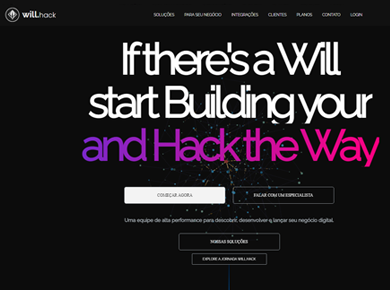 will.hack
SOLUÇÕES PARA SEU NEGÓCIO INTEGRAÇÕES CLIENTES PLANOS CONTATO LOGIN
If there's a Will
start Building your
and Hack the Way
COMEÇAR AGORA FALAR COM UM ESPECIALISTA
Uma equipe de alta performance para descobrir, desenvolver e lançar seu negócio digital.
NOSSAS SOLUÇÕES
EXPLORE A JORNADA WILL.HACK